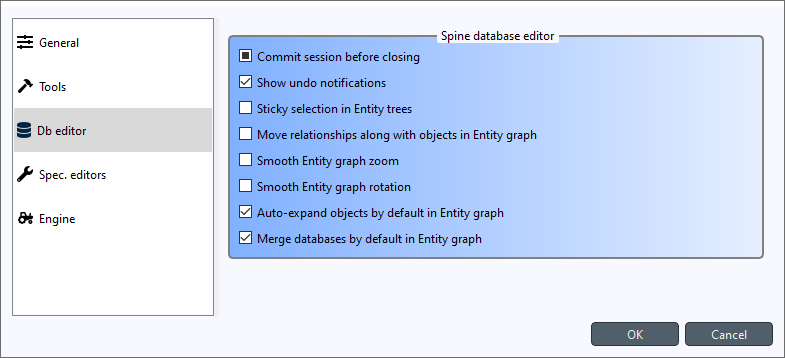 General
Tools
Db editor
Spec. editors
Engine
Spine database editor
Commit session before closing
Show undo notifications
Sticky selection in Entity trees
Move relationships along with objects in Entity graph
Smooth Entity graph zoom
Smooth Entity graph rotation
Auto-expand objects by default in Entity graph
Merge databases by default in Entity graph
OK
Cancel